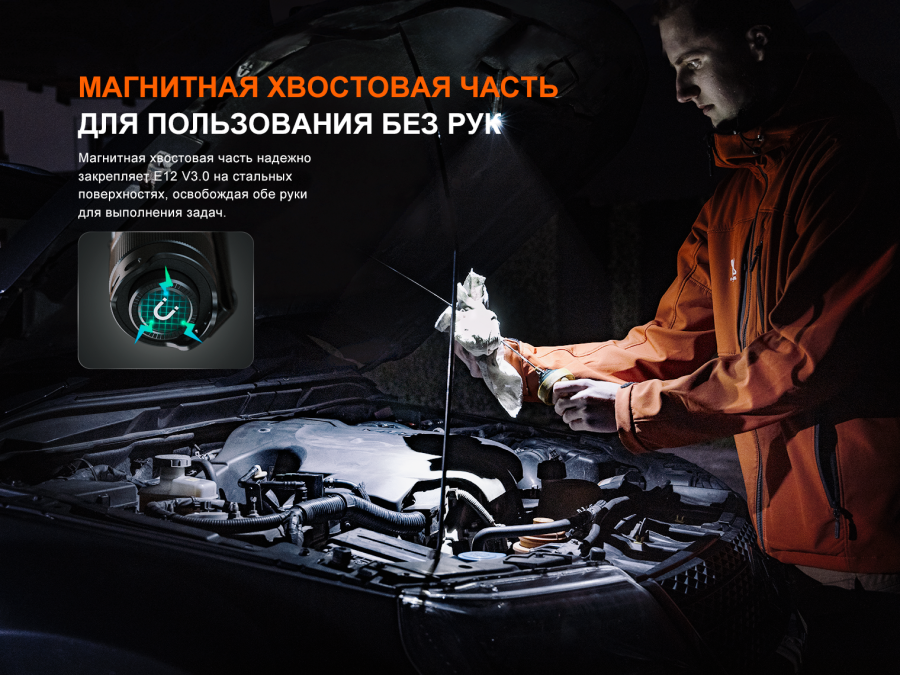 МАГНИТНАЯ ХВОСТОВАЯ ЧАСТЬ
ДЛЯ ПОЛЬЗОВАНИЯ БЕЗ РУК
Магнитная хвостовая часть надежно
закрепляет E12 V3.0 на стальных
поверхностях, освобождая обе руки
для выполнения задач.